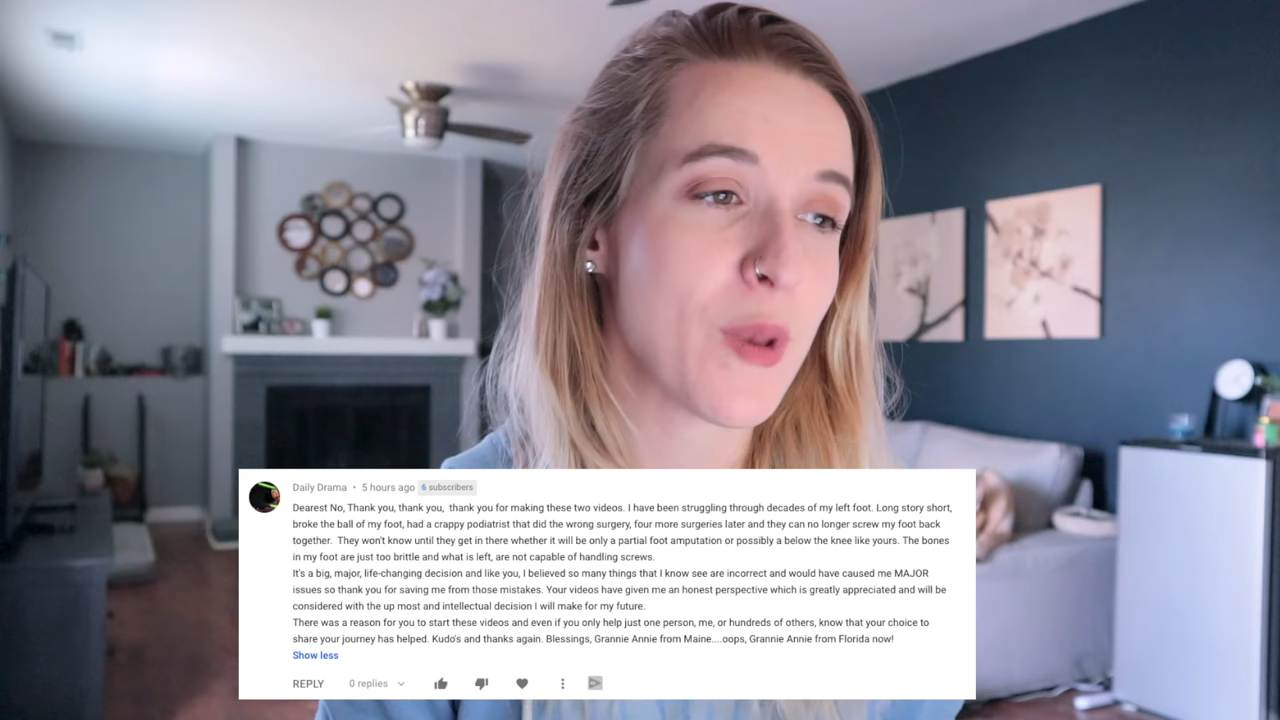 Daily Drama • 5 hours ago 6 subscribers
Dearest No, Thank you, thank you, thank you for making these two videos. I have been struggling through decades of my left foot. Long story short,
broke the ball of my foot, had a crappy podiatrist that did the wrong surgery, four more surgeries later and they can no longer screw my foot back
together. They won't know until they get in there whether it will be only a partial foot amputation or possibly a below the knee like yours. The bones
in my foot are just too brittle and what is left, are not capable of handling screws.
It's a big, major, life-changing decision and like you, I believed so many things that I know see are incorrect and would have caused me MAJOR
issues so thank you for saving me from those mistakes. Your videos have given me an honest perspective which is greatly appreciated and will be
considered with the up most and intellectual decision I will make for my future.
There was a reason for you to start these videos and even if you only help just one person, me, or hundreds of others, know that your choice to
share your journey has helped. Kudo's and thanks again. Blessings, Grannie Annie from Maine....oops, Grannie Annie from Florida now!
Show less
REPLY 0 replies